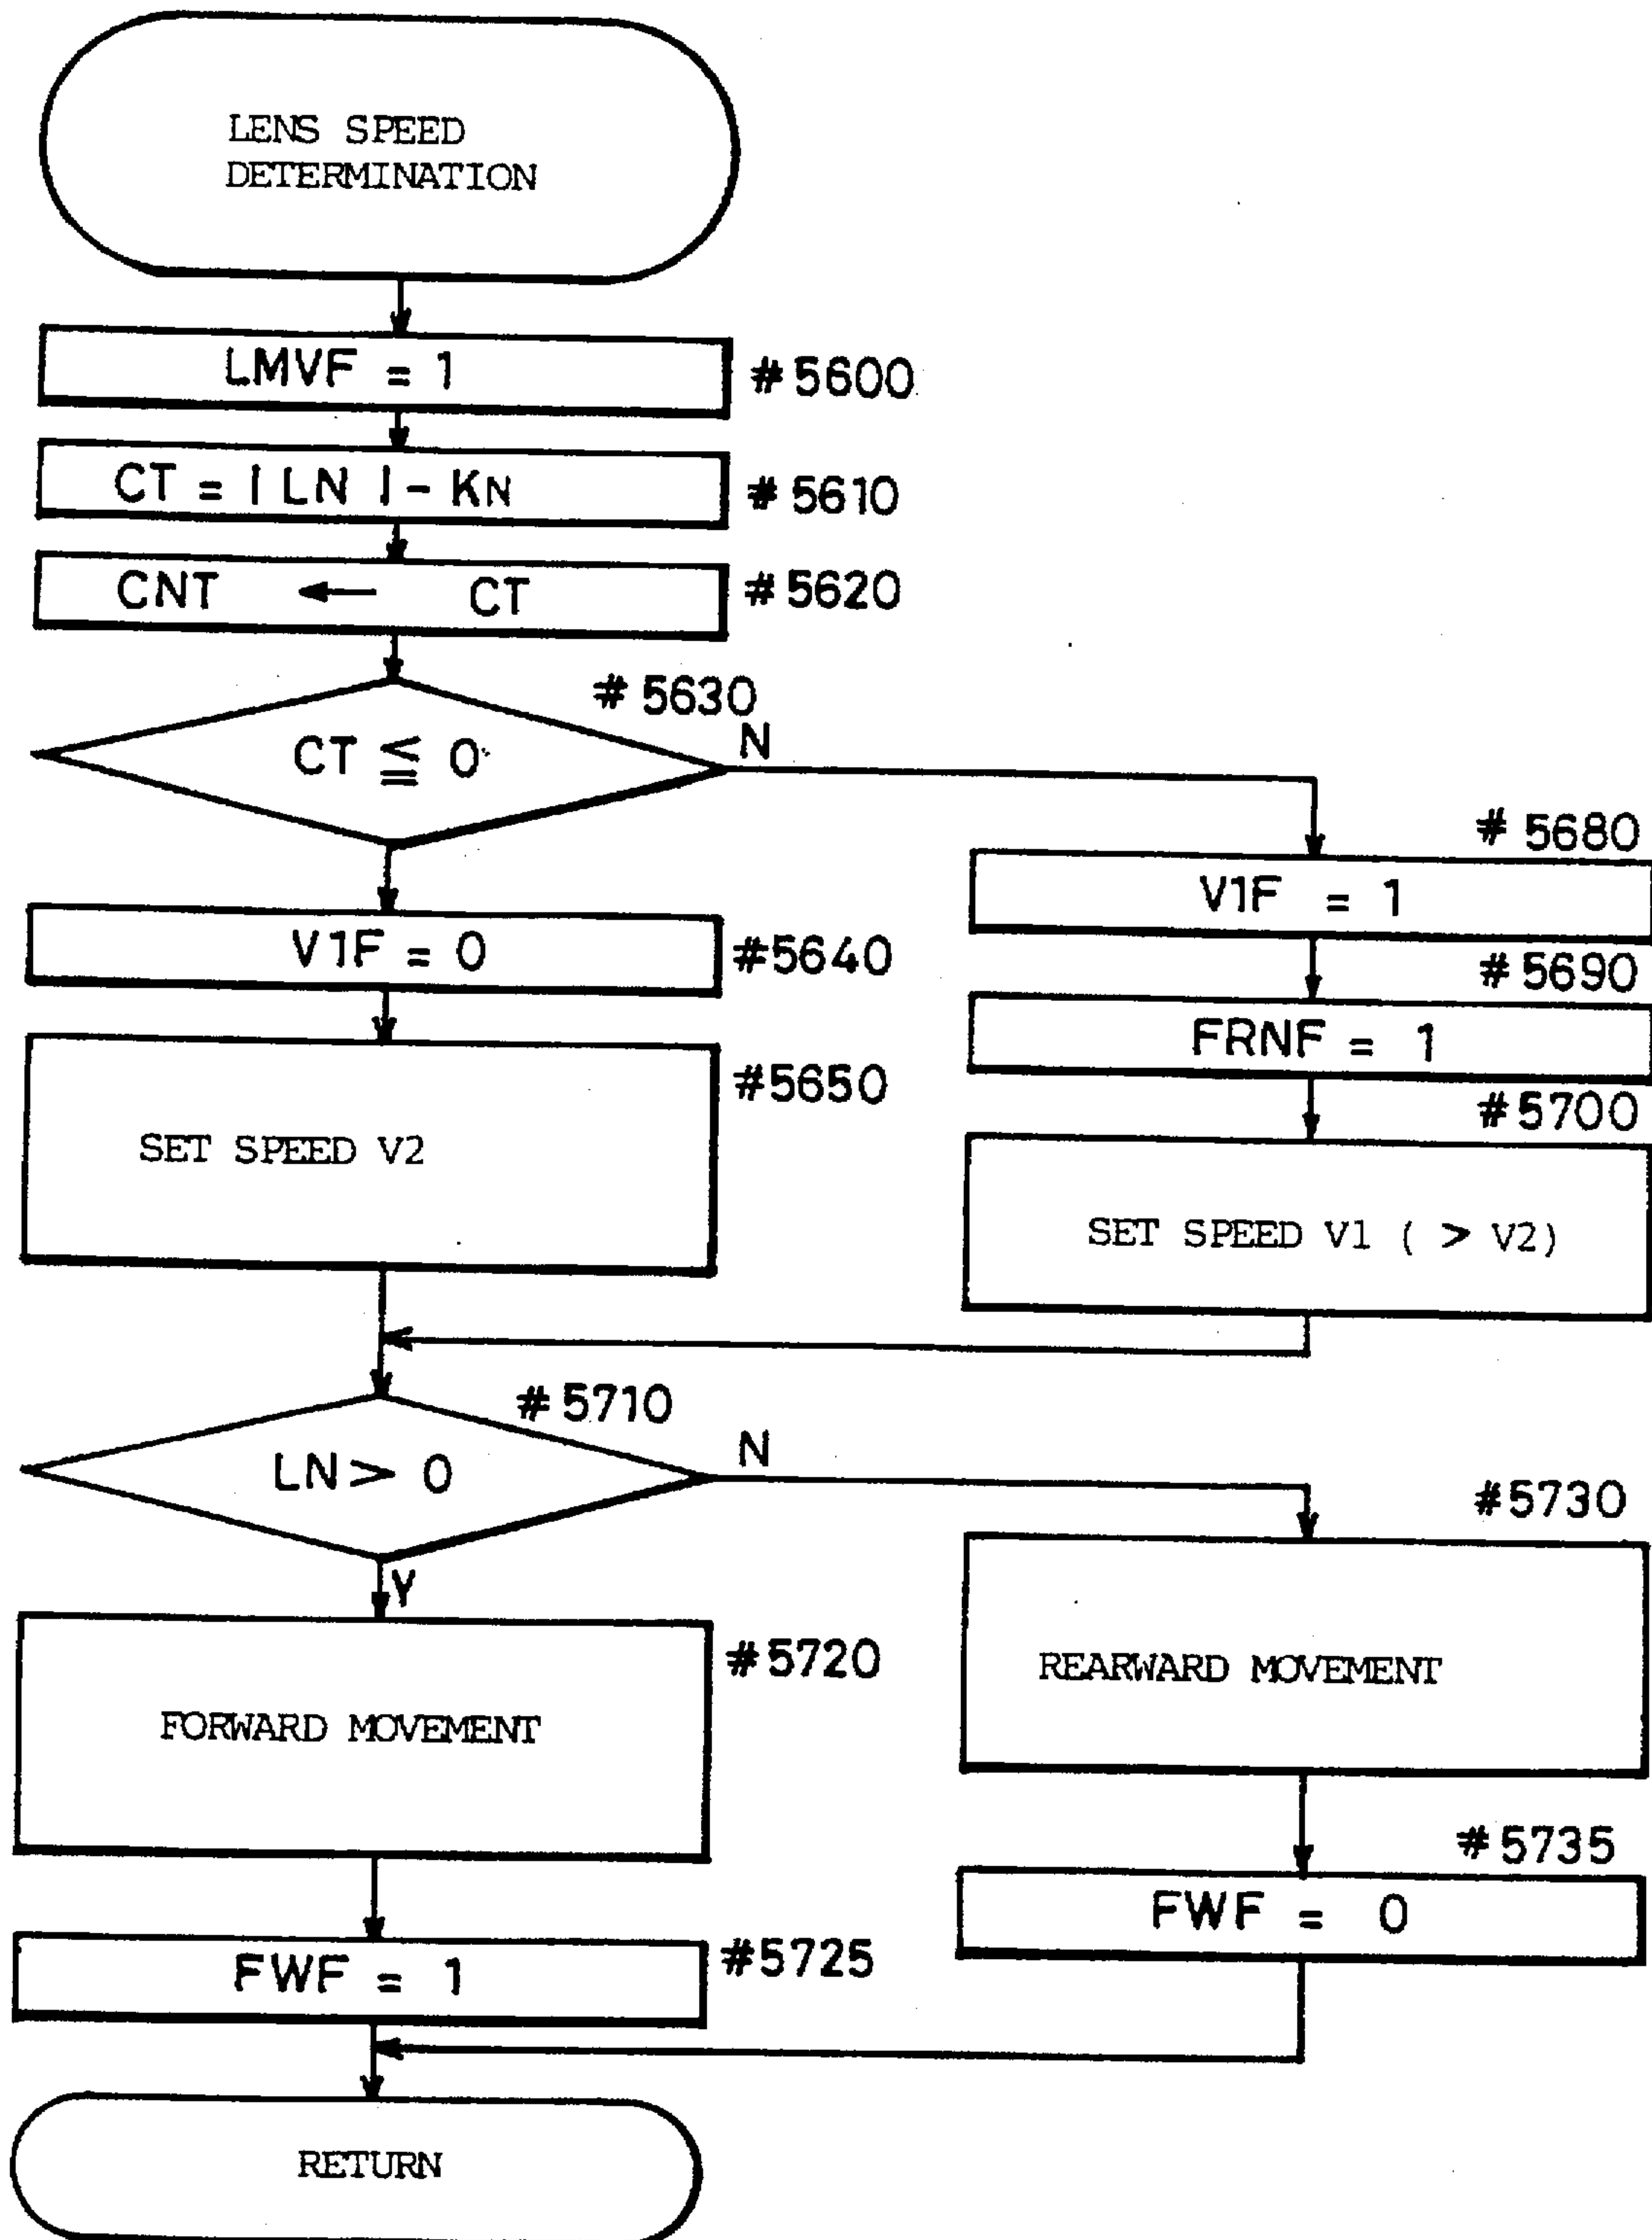 LENS SPEED
DETERMINATION
LMVF = 1
#5600
CT = | LN | - KN
#5610
CNT ← CT
#5620
#5630
CT ≦ 0
N
#5680
V1F = 1
V1F = 0
#5640
#5690
FRNF = 1
#5650
SET SPEED V2
#5700
SET SPEED V1 ( > V2)
#5710
LN > 0
N
Y
#5730
REARWARD MOVEMENT
#5720
FORWARD MOVEMENT
#5735
FWF = 0
FWF = 1
#5725
RETURN